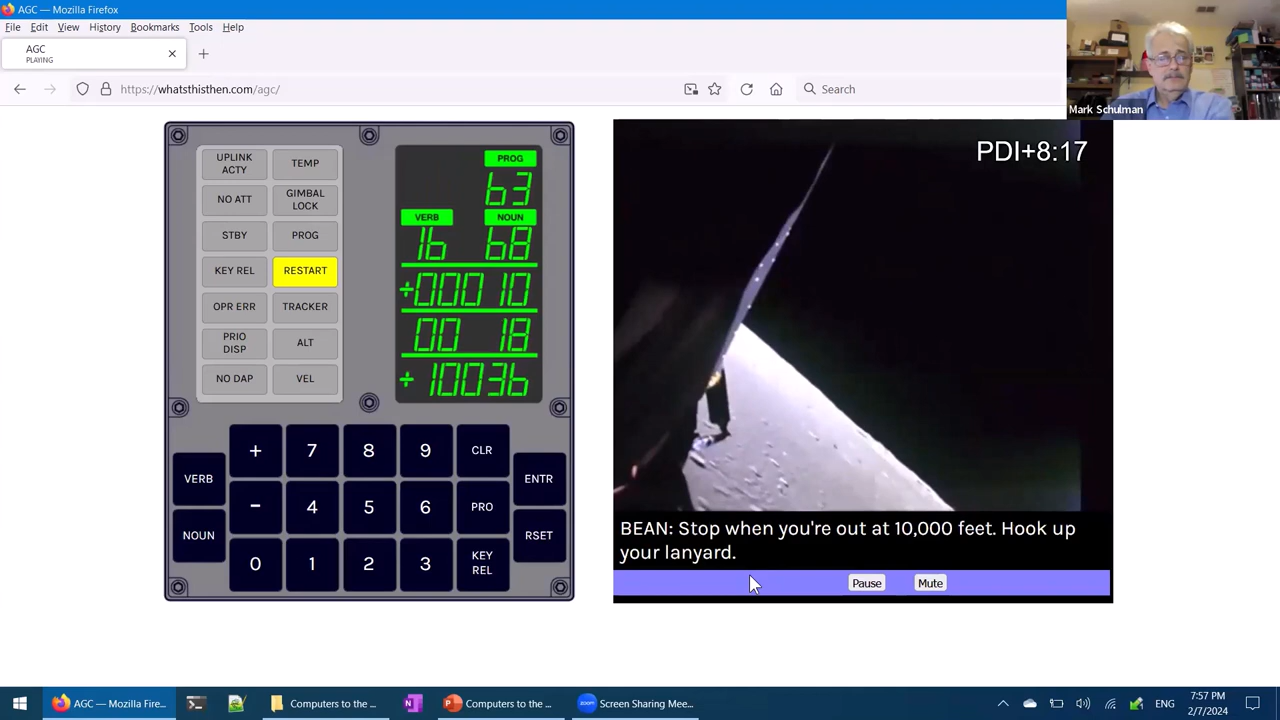 AGC — Mozilla Firefox
File Edit View History Bookmarks Tools Help
AGC
PLAYING
https://whatsthisthen.com/agc/
Search
Mark Schulman
UPLINK
ACTY
TEMP
NO ATT
GIMBAL
LOCK
STBY
PROG
KEY REL
RESTART
OPR ERR
TRACKER
PRIO
DISP
ALT
NO DAP
VEL
PROG
63
VERB
NOUN
16
68
+00010
00 18
+10036
VERB
NOUN
+
7
8
9
CLR
-
4
5
6
PRO
0
1
2
3
KEY
REL
ENTR
RSET
PDI+8:17
BEAN: Stop when you're out at 10,000 feet. Hook up
your lanyard.
Pause
Mute
AGC — Mozilla Fire...
Computers to the ...
Computers to the ...
Screen Sharing Mee...
ENG
7:57 PM
2/7/2024